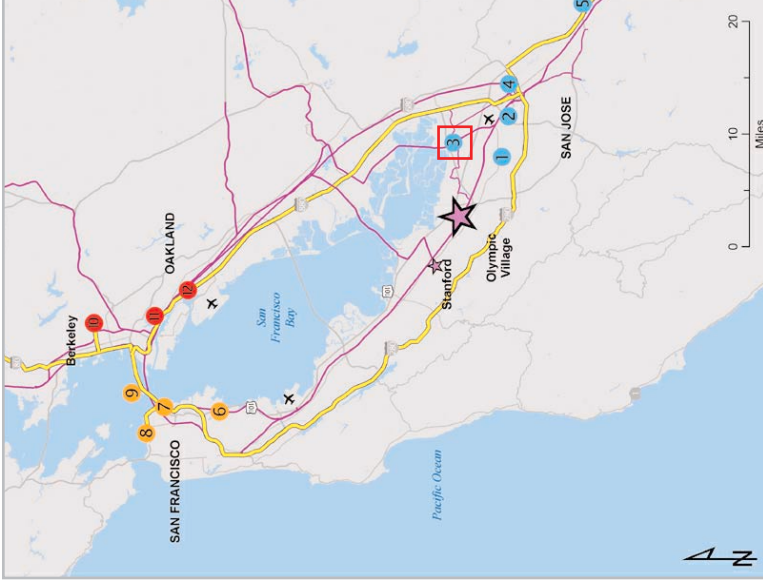 10
Berkeley
OAKLAND
11
12
9
8
7
6
SAN FRANCISCO
101
San
Francisco
Bay
101
Pacific Ocean
Stanford
Olympic
Village
3
1
2
4
5
SAN JOSE
0
10
20
Miles
N